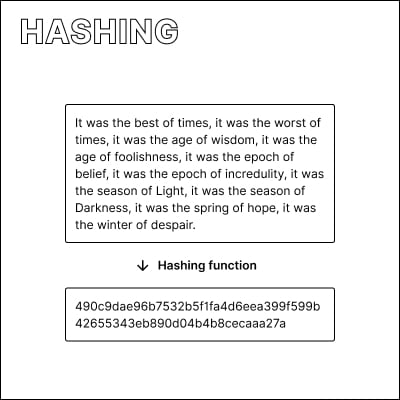 HASHING
It was the best of times, it was the worst of
times, it was the age of wisdom, it was the
age of foolishness, it was the epoch of
belief, it was the epoch of incredulity, it was
the season of Light, it was the season of
Darkness, it was the spring of hope, it was
the winter of despair.
↓ Hashing function
490c9dae96b7532b5f1fa4d6eea399f599b
42655343eb890d04b4b8cecaaa27a